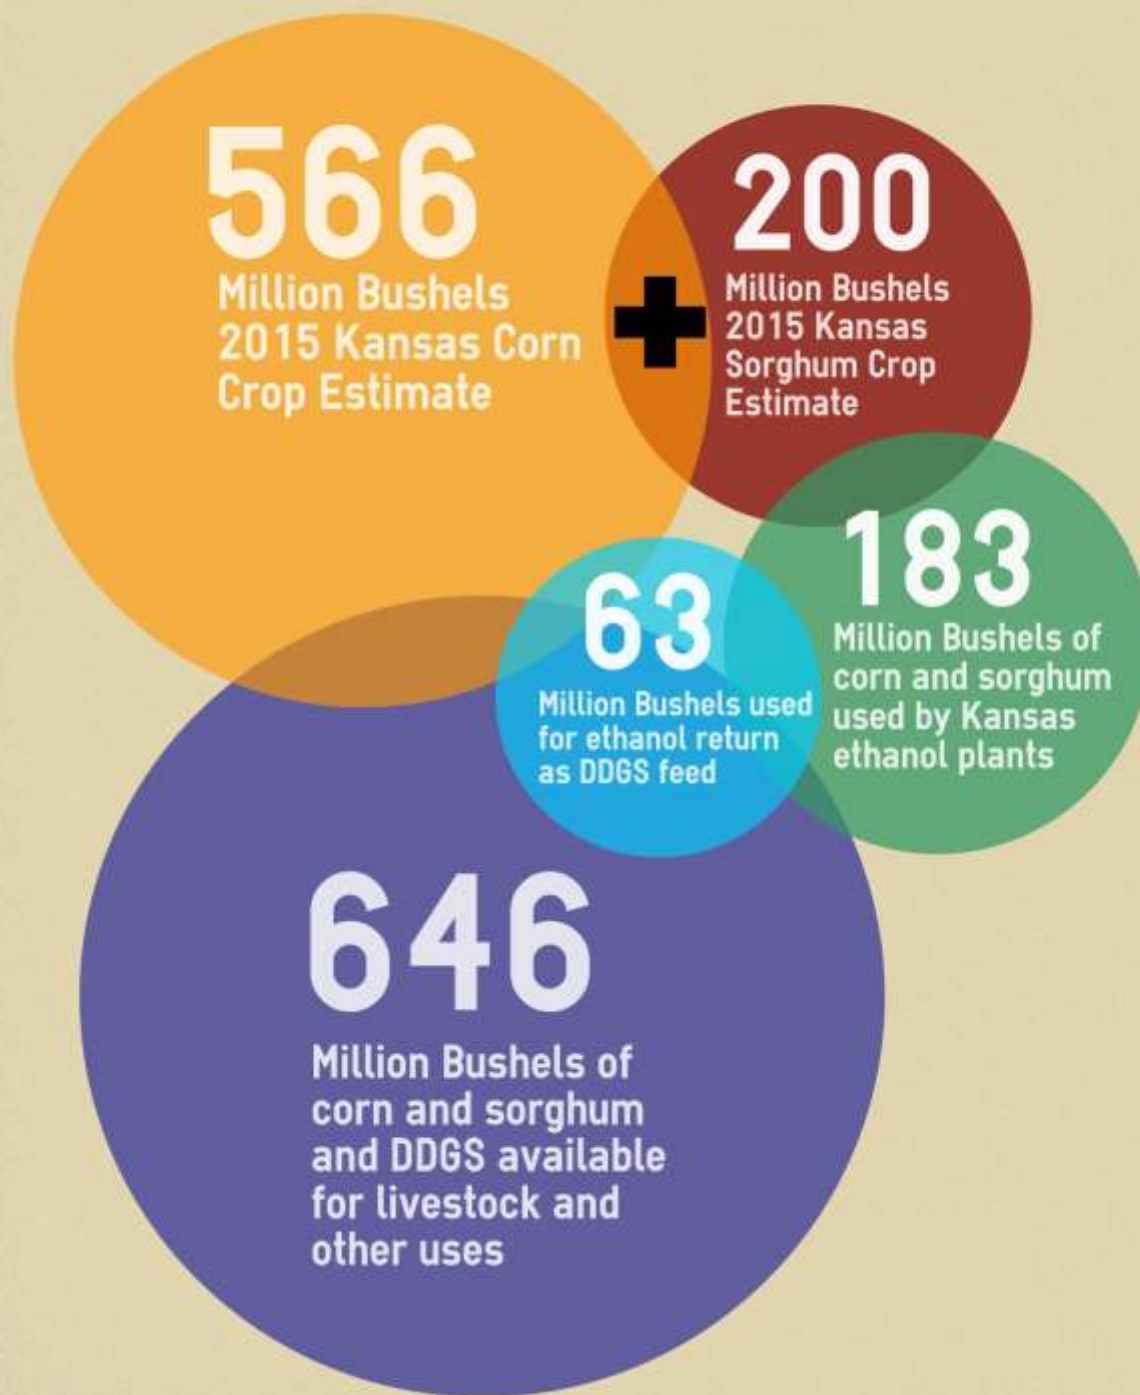 566
Million Bushels
2015 Kansas Corn
Crop Estimate
+
200
Million Bushels
2015 Kansas
Sorghum Crop
Estimate
63
Million Bushels used
for ethanol return
as DDGS feed
183
Million Bushels of
corn and sorghum
used by Kansas
ethanol plants
646
Million Bushels of
corn and sorghum
and DDGS available
for livestock and
other uses